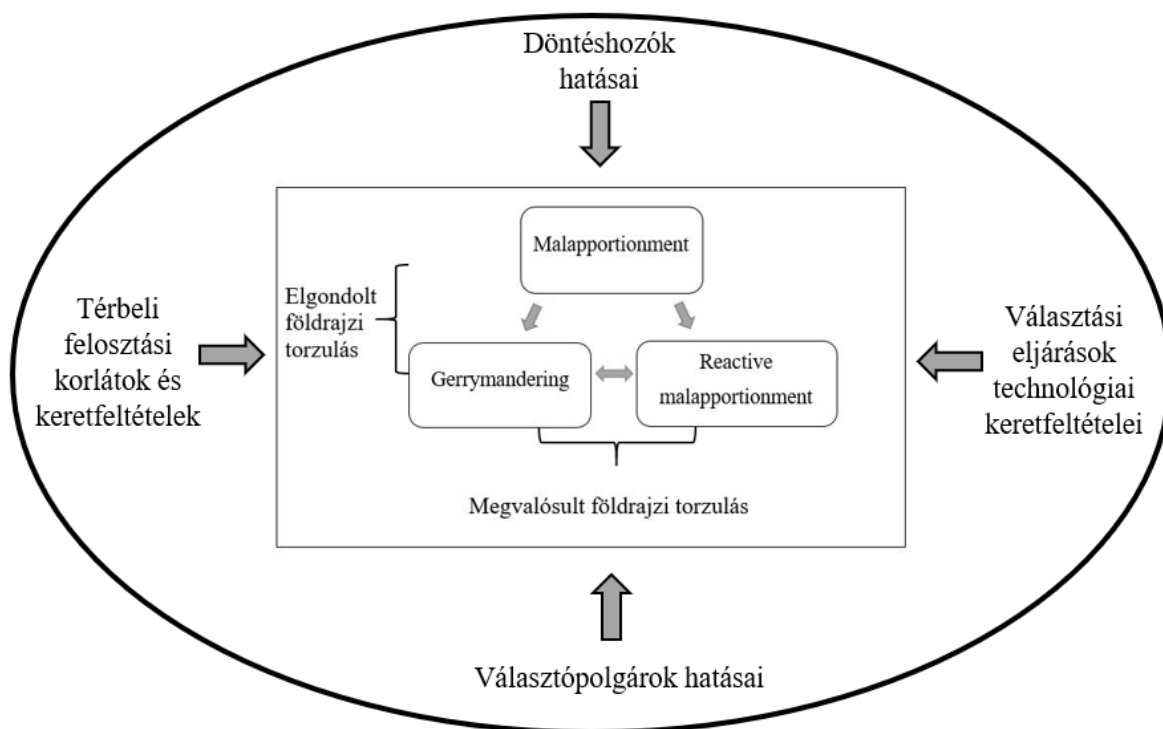 Döntéshozók
hatásai
Malapportionment
Elgondolt
földrajzi
torzulás
Térbeli
felosztási
korlátok és
keretfeltételek
Választási
eljárások
technológiai
keretfeltételei
Gerrymandering
Reactive
malapportionment
Megvalósult földrajzi torzulás
Választópolgárok hatásai